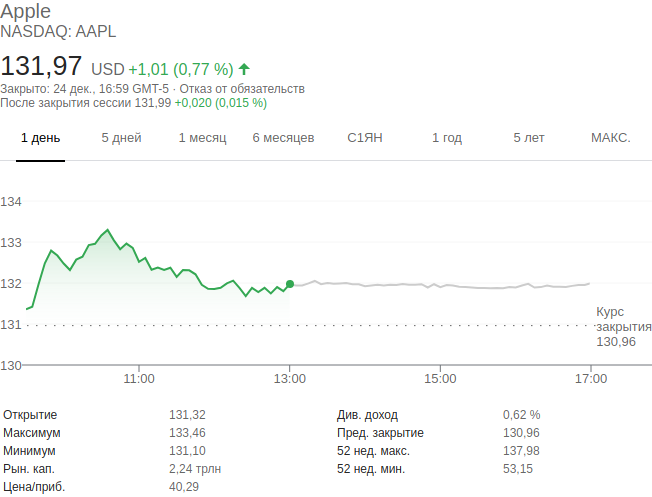 Apple
NASDAQ: AAPL
131,97 USD +1,01 (0,77 %)
Закрыто: 24 дек., 16:59 GMT-5 · Отказ от обязательств
После закрытия сессии 131,99 +0,020 (0,015 %)
1 день 5 дней 1 месяц 6 месяцев С1ЯН 1 год 5 лет МАКС.
134
133
132
131
130
Курс
закрытия
130,96
11:00 13:00 15:00 17:00
Открытие 131,32 Див. доход 0,62 %
Максимум 133,46 Пред. закрытие 130,96
Минимум 131,10 52 нед. макс. 137,98
Рын. кап. 2,24 трлн 52 нед. мин. 53,15
Цена/приб. 40,29